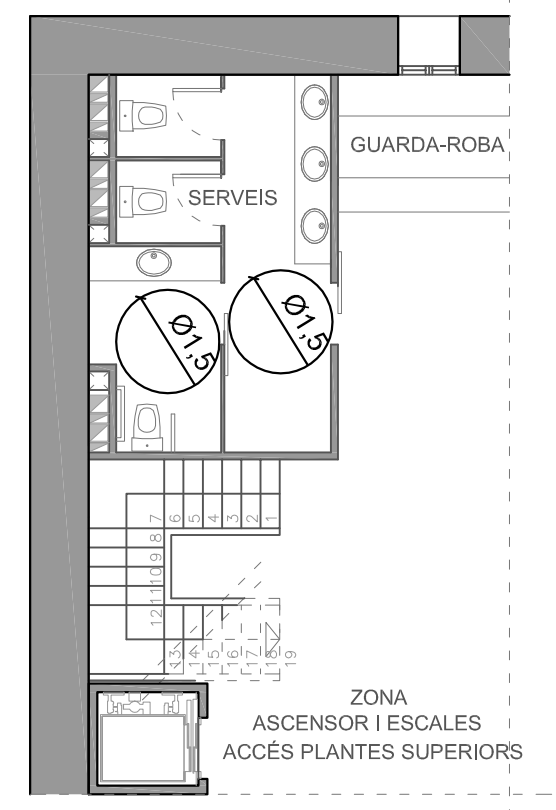 GUARDA-ROBA
SERVEIS
Ø1,5
Ø1,5
7 6 5 4 3 2 1
8
9
10
11
12
13 14 15 16 17 18 19
ZONA
ASCENSOR I ESCALES
ACCÉS PLANTES SUPERIORS